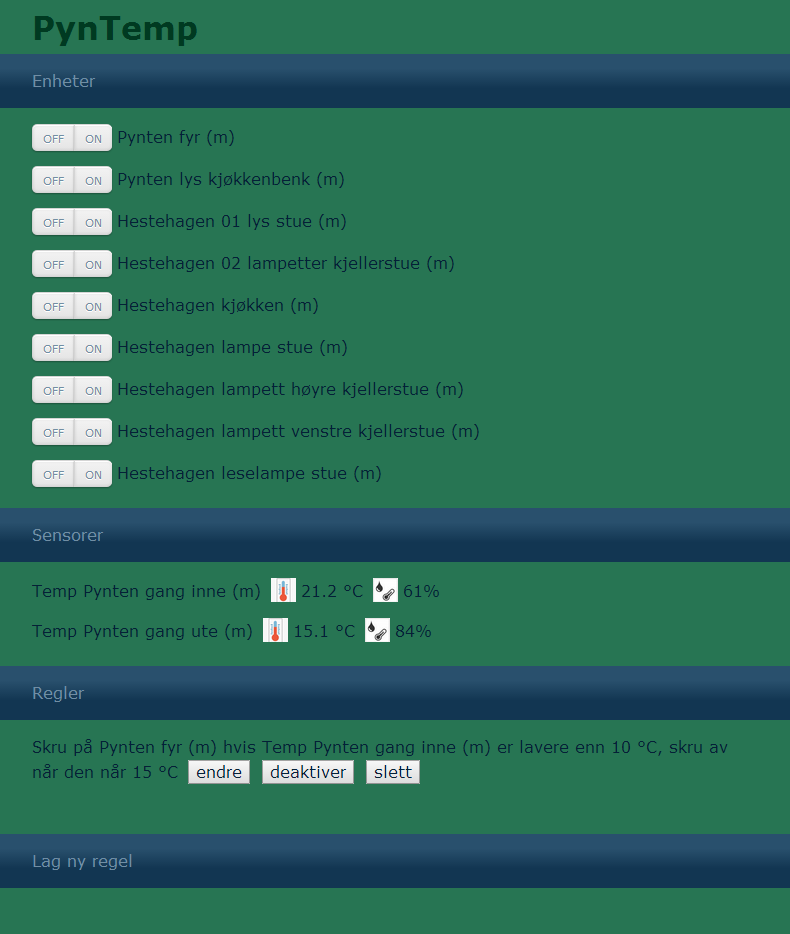 PynTemp
Enheter
OFF ON Pynten fyr (m)
OFF ON Pynten lys kjøkkenbenk (m)
OFF ON Hestehagen 01 lys stue (m)
OFF ON Hestehagen 02 lampetter kjellerstue (m)
OFF ON Hestehagen kjøkken (m)
OFF ON Hestehagen lampe stue (m)
OFF ON Hestehagen lampett høyre kjellerstue (m)
OFF ON Hestehagen lampett venstre kjellerstue (m)
OFF ON Hestehagen leselampe stue (m)
Sensorer
Temp Pynten gang inne (m) 21.2 °C 61%
Temp Pynten gang ute (m) 15.1 °C 84%
Regler
Skru på Pynten fyr (m) hvis Temp Pynten gang inne (m) er lavere enn 10 °C, skru av
når den når 15 °C endre deaktiver slett
Lag ny regel